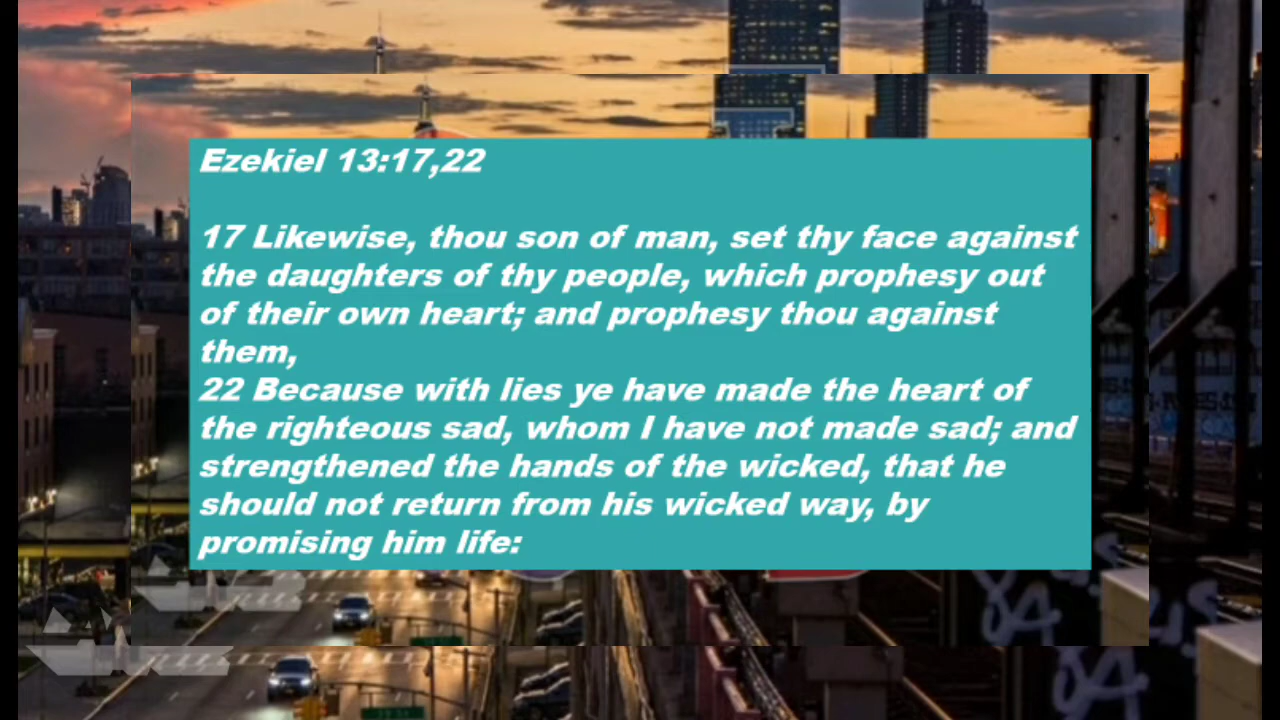 Ezekiel 13:17,22
17 Likewise, thou son of man, set thy face against
the daughters of thy people, which prophesy out
of their own heart; and prophesy thou against
them,
22 Because with lies ye have made the heart of
the righteous sad, whom I have not made sad; and
strengthened the hands of the wicked, that he
should not return from his wicked way, by
promising him life: